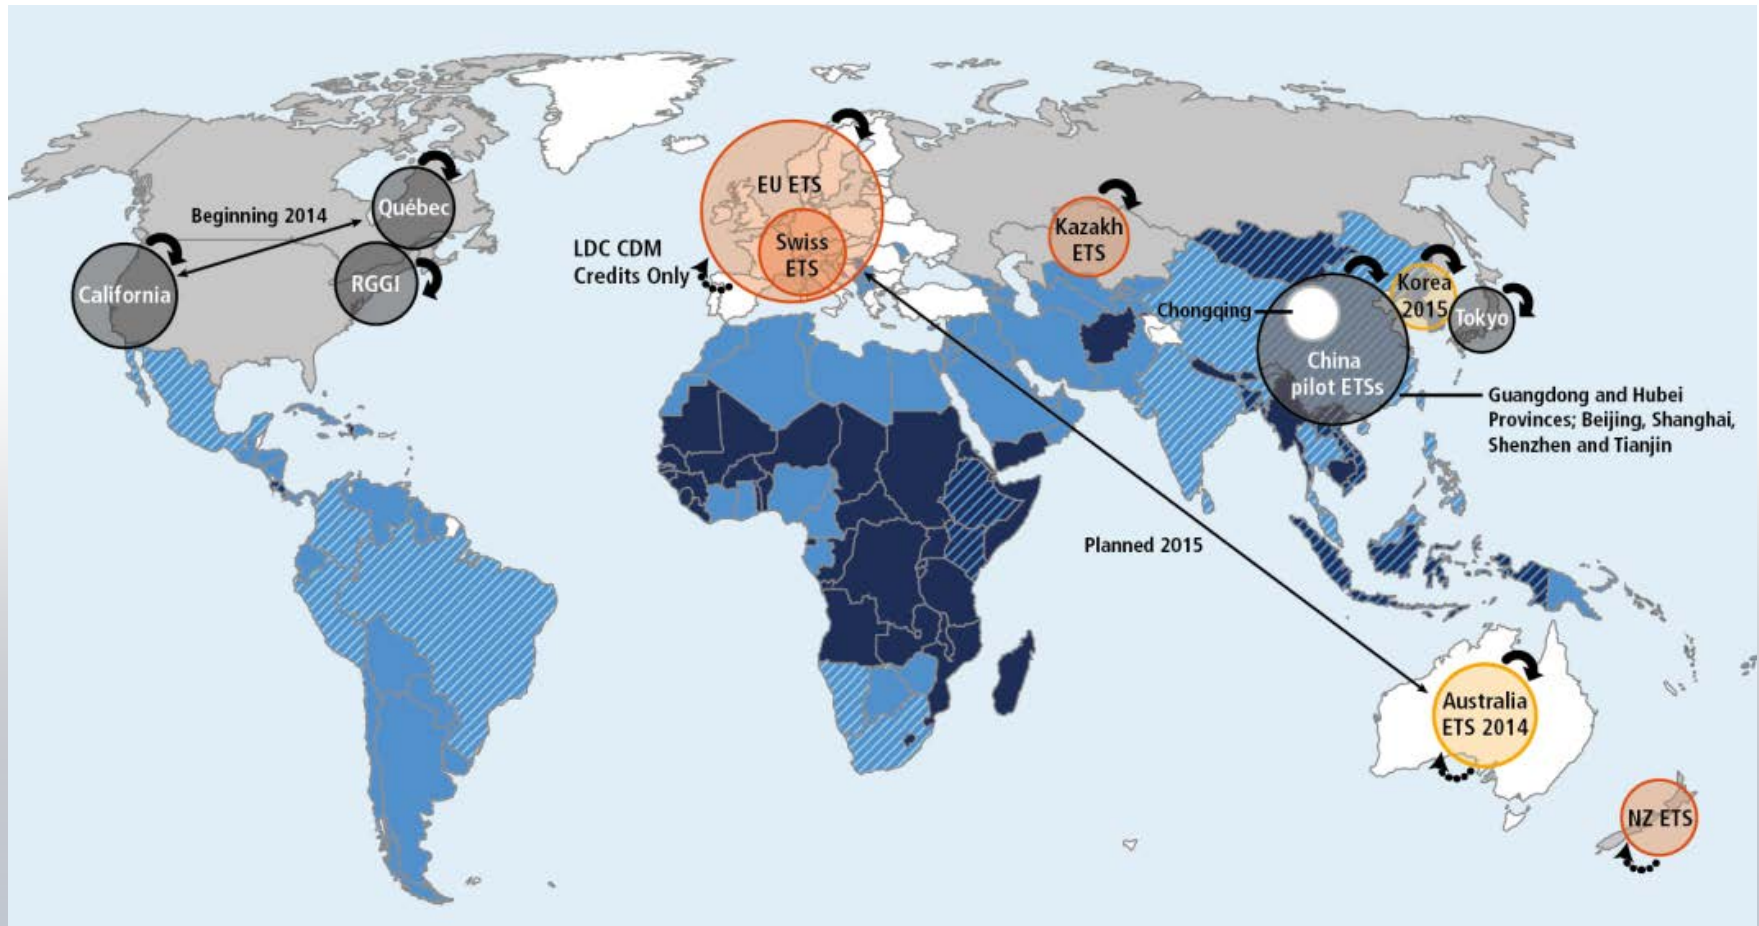 EU ETS
Swiss
ETS
LDC CDM
Credits Only
Québec
Beginning 2014
California
RGGI
Kazakh
ETS
Korea
2015
Tokyo
Chongqing
China
pilot ETSs
Guangdong and Hubei
Provinces; Beijing, Shanghai,
Shenzhen and Tianjin
Planned 2015
Australia
ETS 2014
NZ ETS